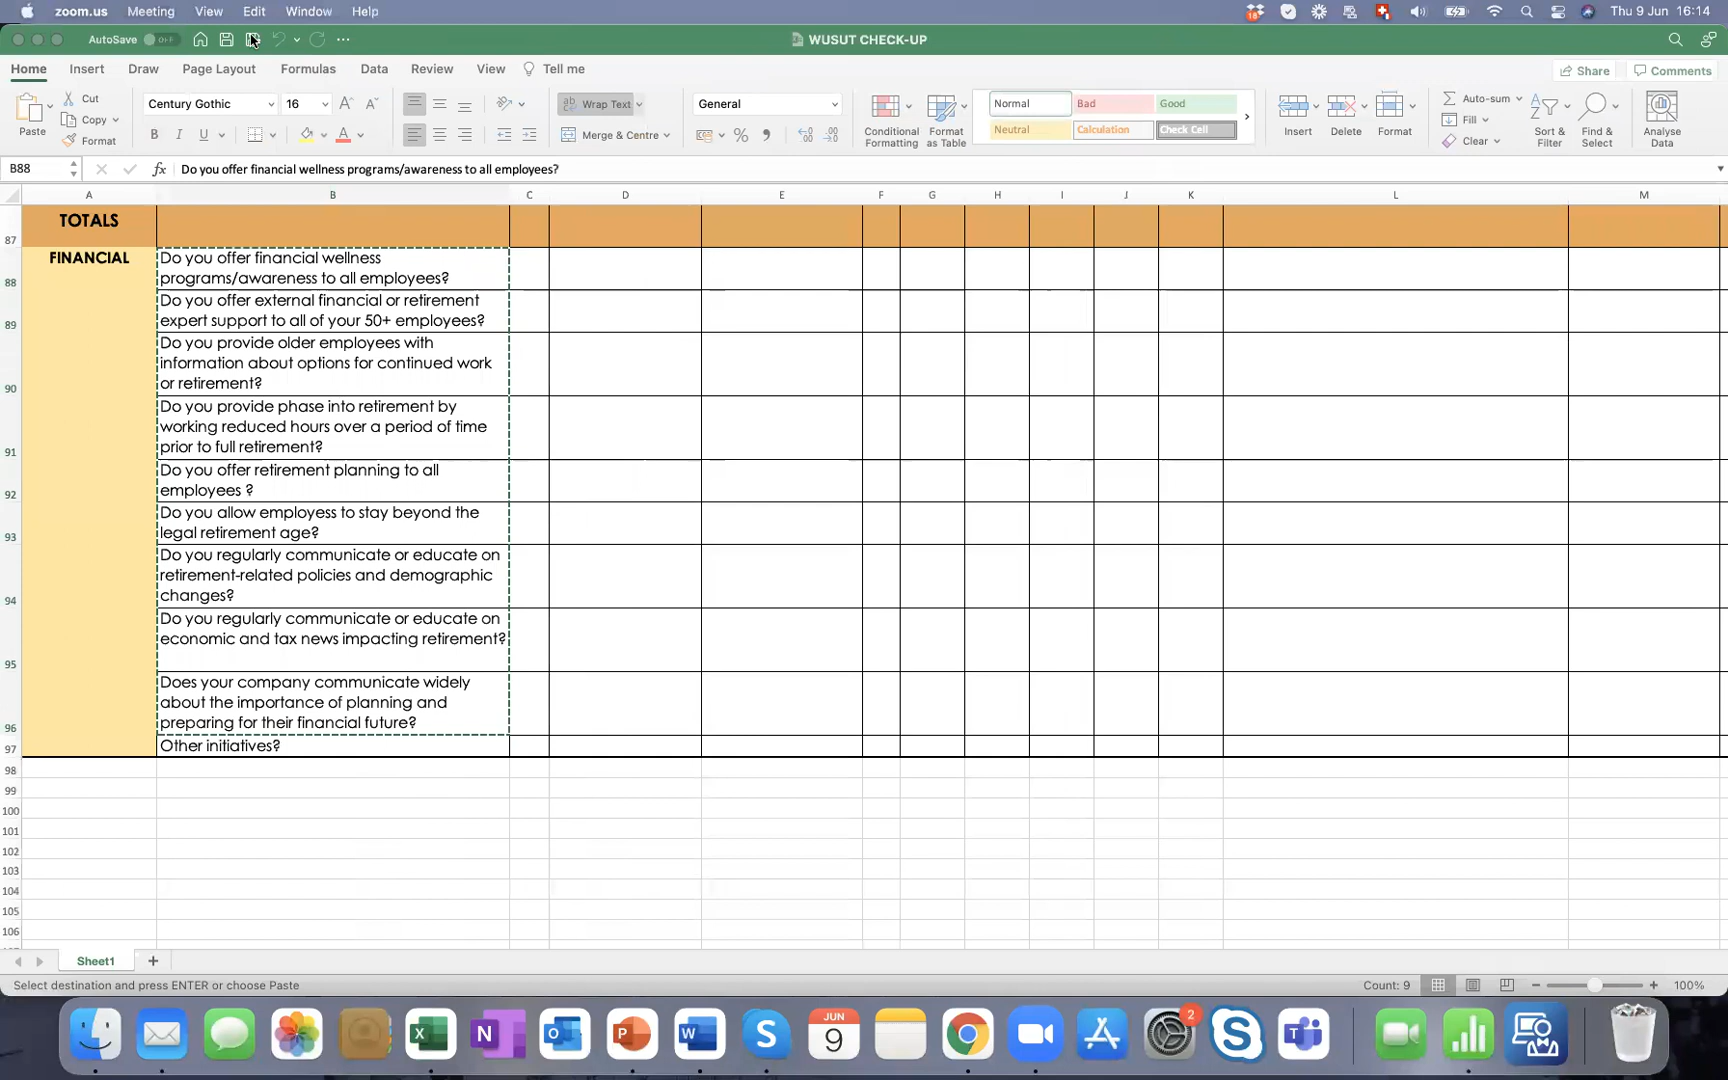 zoom.us Meeting View Edit Window Help
18
Thu 9 Jun 16:14
AutoSave OFF
WUSUT CHECK-UP
Home Insert Draw Page Layout Formulas Data Review View Tell me
Share Comments
Paste
Cut
Copy
Format
Century Gothic 16
B I U
Wrap Text
Merge & Centre
General
Conditional Formatting
Format as Table
Normal Bad Good
Neutral Calculation Check Cell
Insert Delete Format
Auto-sum
Fill
Clear
Sort & Filter
Find & Select
Analyse Data
B88 fx Do you offer financial wellness programs/awareness to all employees?
A B C D E F G H I J K L M
87 TOTALS
88 FINANCIAL
Do you offer financial wellness
programs/awareness to all employees?
89
Do you offer external financial or retirement
expert support to all of your 50+ employees?
90
Do you provide older employees with
information about options for continued work
or retirement?
91
Do you provide phase into retirement by
working reduced hours over a period of time
prior to full retirement?
92
Do you offer retirement planning to all
employees ?
93
Do you allow employess to stay beyond the
legal retirement age?
94
Do you regularly communicate or educate on
retirement-related policies and demographic
changes?
95
Do you regularly communicate or educate on
economic and tax news impacting retirement?
96
Does your company communicate widely
about the importance of planning and
preparing for their financial future?
97 Other initiatives?
98
99
100
101
102
103
104
105
106
Sheet1
Select destination and press ENTER or choose Paste
Count: 9
100%
JUN
9
2